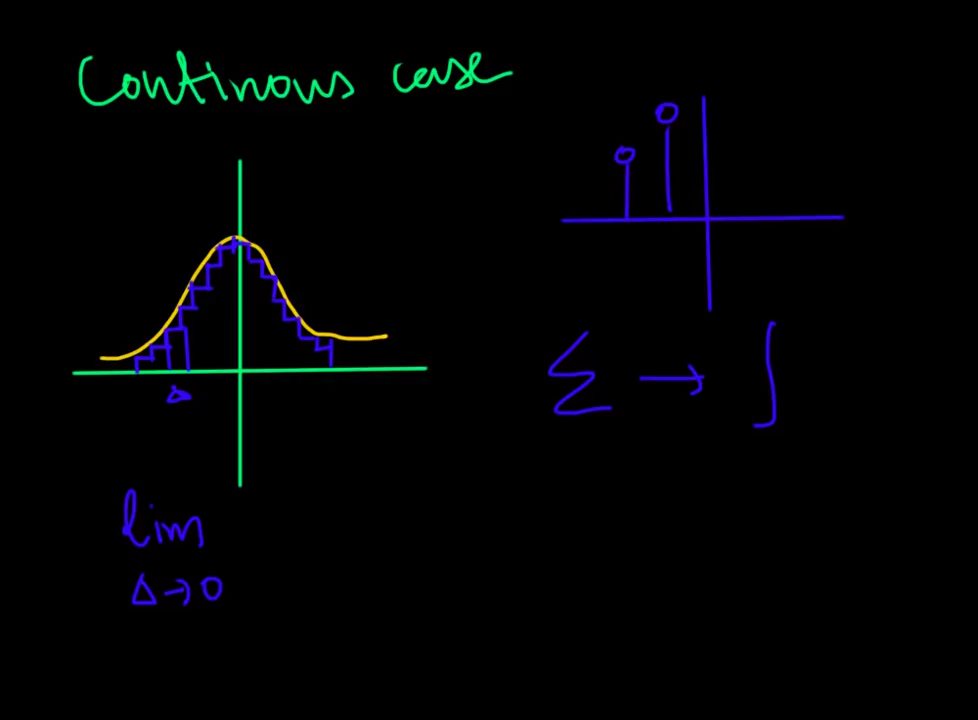 Continous case
Δ
Σ → ∫
lim
Δ → 0